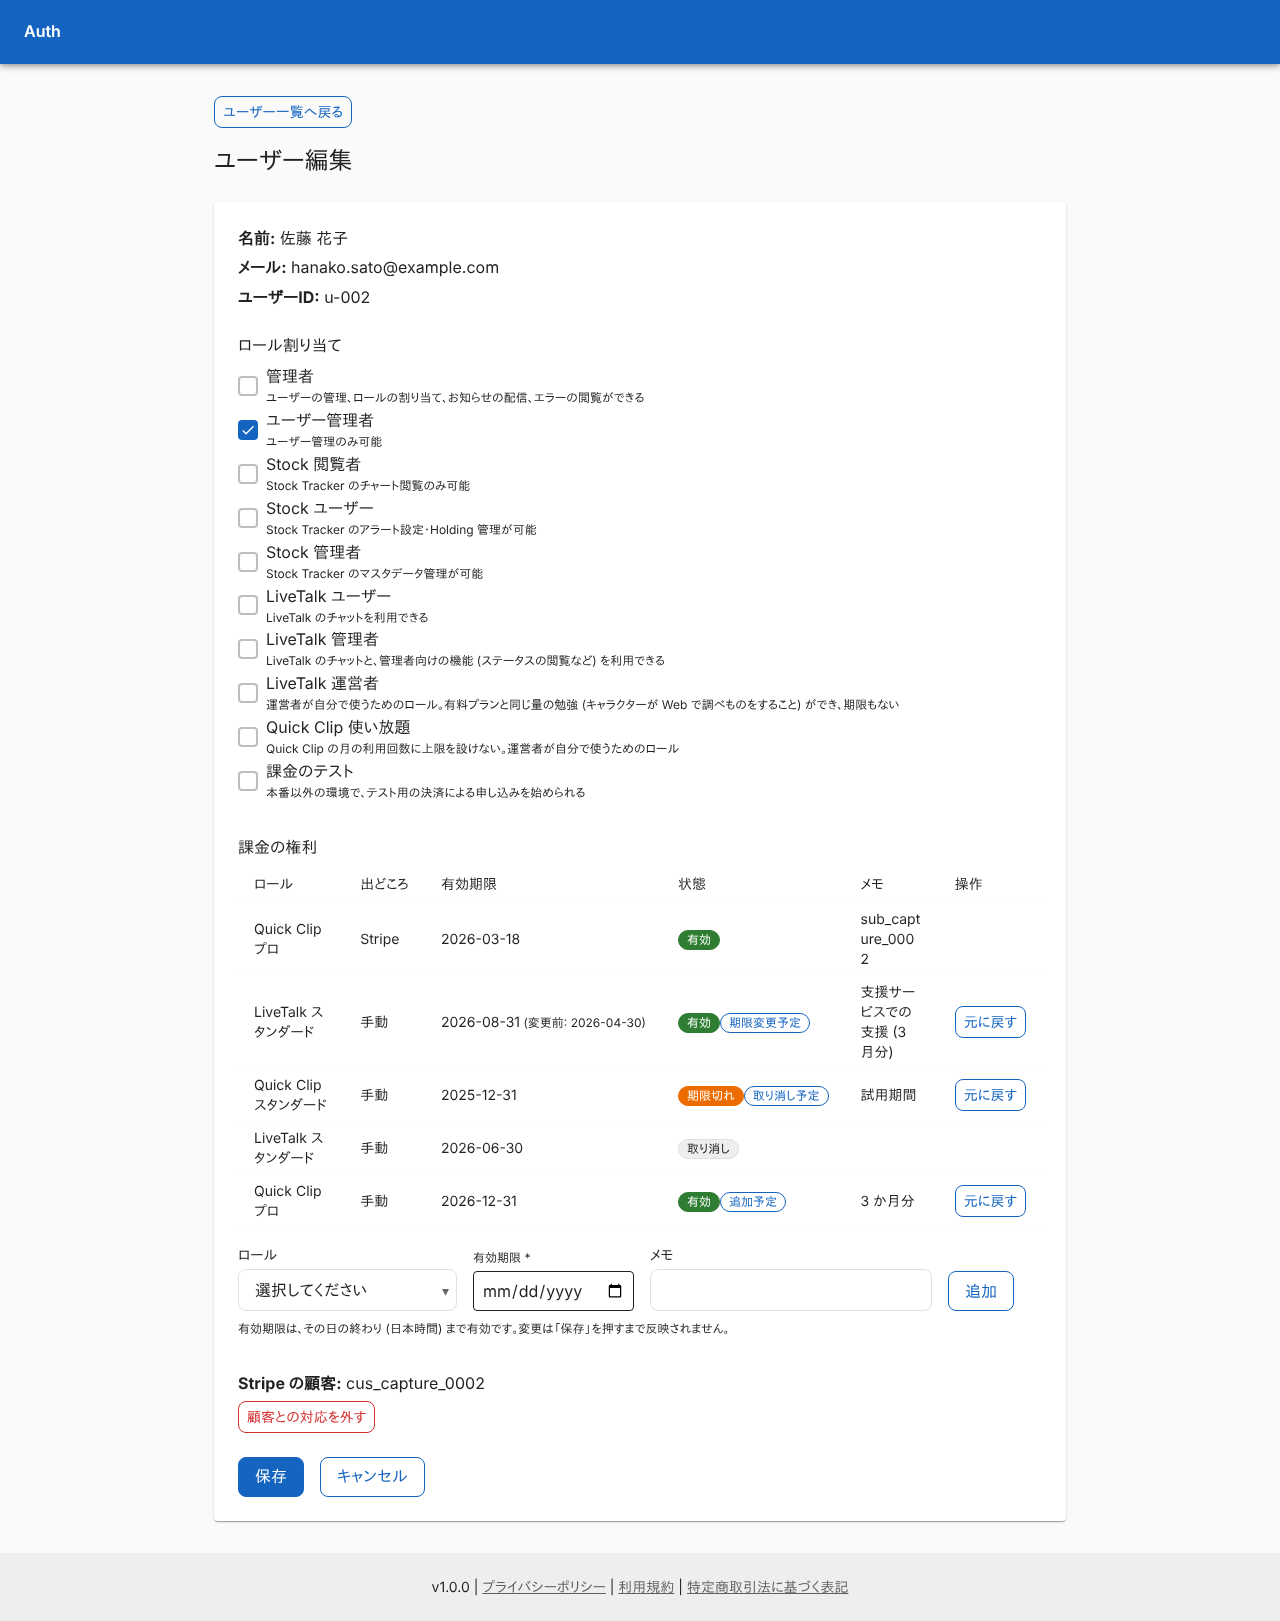 Auth
ユーザー一覧へ戻る
ユーザー編集
名前: 佐藤 花子
メール: hanako.sato@example.com
ユーザーID: u-002
ロール割り当て
管理者
ユーザーの管理、ロールの割り当て、お知らせの配信、エラーの閲覧ができる
ユーザー管理者
ユーザー管理のみ可能
Stock 閲覧者
Stock Tracker のチャート閲覧のみ可能
Stock ユーザー
Stock Tracker のアラート設定・Holding 管理が可能
Stock 管理者
Stock Tracker のマスタデータ管理が可能
LiveTalk ユーザー
LiveTalk のチャットを利用できる
LiveTalk 管理者
LiveTalk のチャットと、管理者向けの機能 (ステータスの閲覧など) を利用できる
LiveTalk 運営者
運営者が自分で使うためのロール。有料プランと同じ量の勉強 (キャラクターが Web で調べものをすること) ができ、期限もない
Quick Clip 使い放題
Quick Clip の月の利用回数に上限を設けない。運営者が自分で使うためのロール
課金のテスト
本番以外の環境で、テスト用の決済による申し込みを始められる
課金の権利
ロール 出どころ 有効期限 状態 メモ 操作
Quick Clip
プロ
Stripe 2026-03-18 有効
sub_capt
ure_000
2
LiveTalk ス
タンダード
手動 2026-08-31 (変更前: 2026-04-30) 有効 期限変更予定
支援サー
ビスでの
支援 (3
月分)
元に戻す
Quick Clip
スタンダード
手動 2025-12-31 期限切れ 取り消し予定 試用期間 元に戻す
LiveTalk ス
タンダード
手動 2026-06-30 取り消し
Quick Clip
プロ
手動 2026-12-31 有効 追加予定 3 か月分 元に戻す
ロール 有効期限 * メモ
選択してください ▾ mm/dd/yyyy 追加
有効期限は、その日の終わり (日本時間) まで有効です。変更は「保存」を押すまで反映されません。
Stripe の顧客: cus_capture_0002
顧客との対応を外す
保存 キャンセル
v1.0.0 | プライバシーポリシー | 利用規約 | 特定商取引法に基づく表記